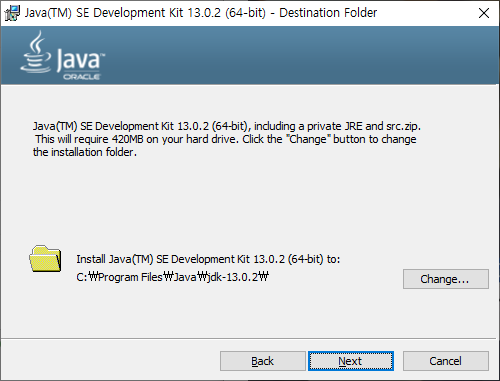 Java(TM) SE Development Kit 13.0.2 (64-bit) - Destination Folder
Java™
ORACLE
Java(TM) SE Development Kit 13.0.2 (64-bit), including a private JRE and src.zip.
This will require 420MB on your hard drive. Click the "Change" button to change
the installation folder.
Install Java(TM) SE Development Kit 13.0.2 (64-bit) to:
C:₩Program Files₩Java₩jdk-13.0.2₩
Change...
Back
Next
Cancel